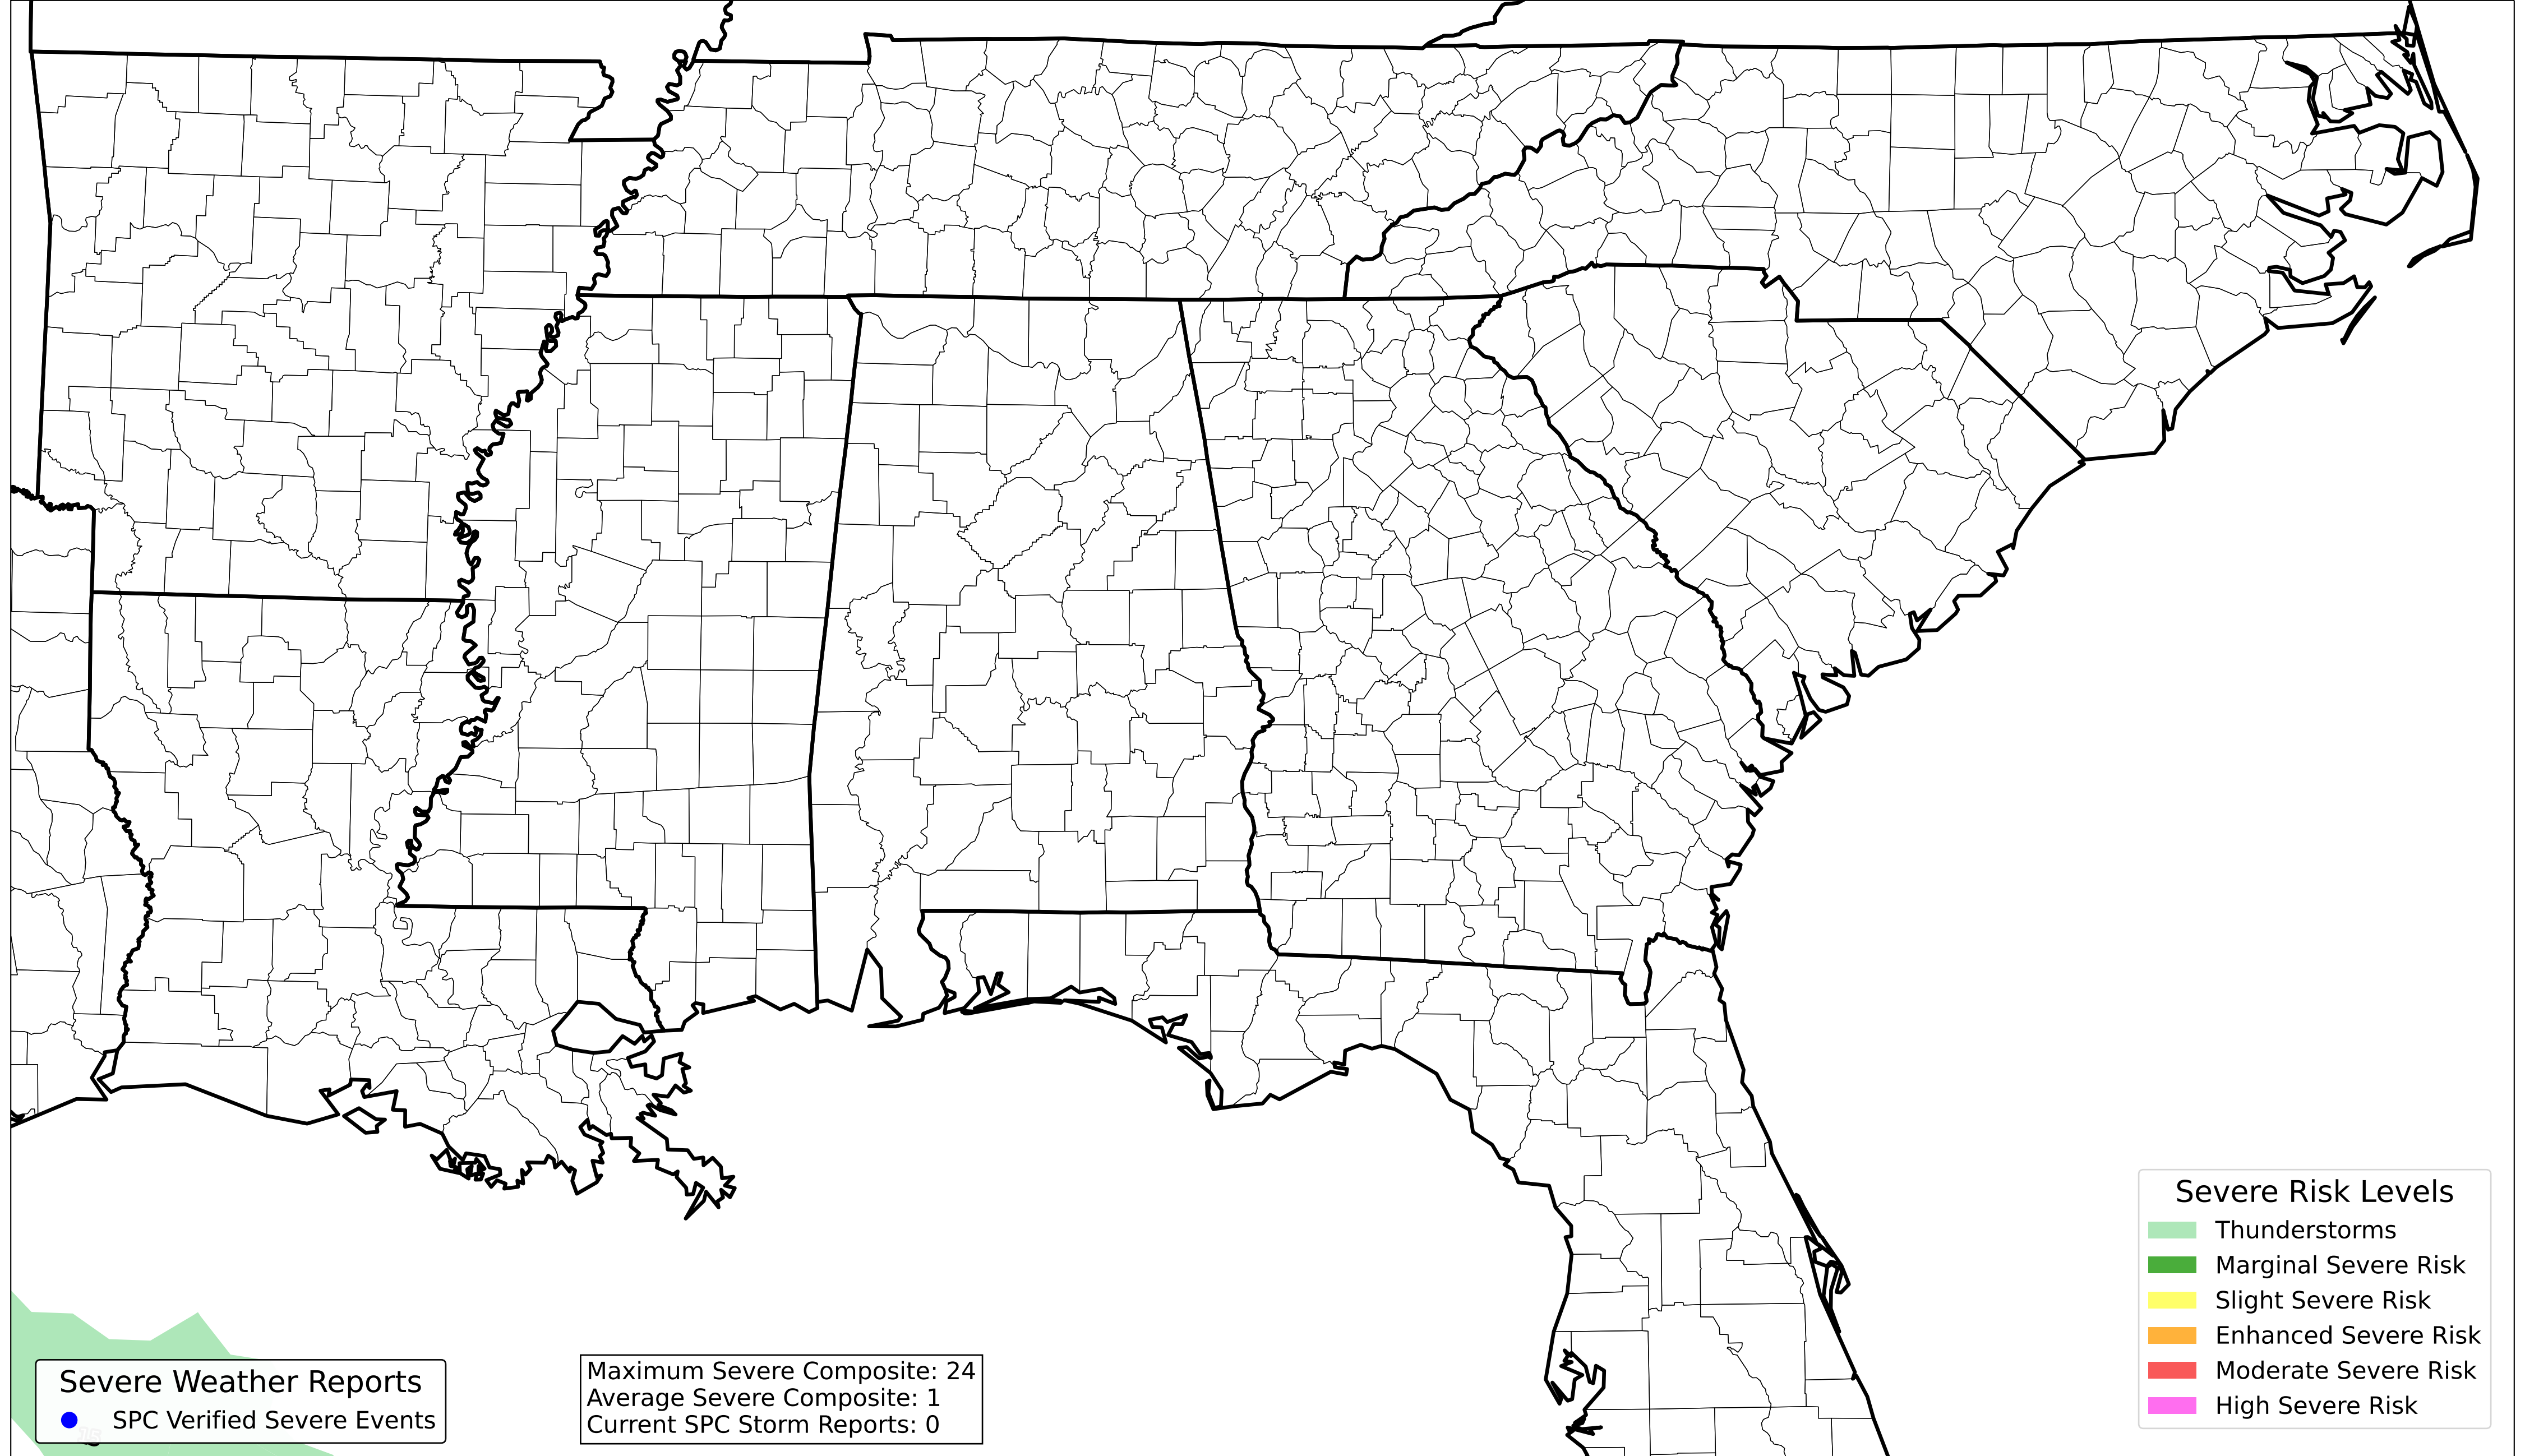 Severe Weather Reports
SPC Verified Severe Events
Maximum Severe Composite: 24
Average Severe Composite: 1
Current SPC Storm Reports: 0
Severe Risk Levels
Thunderstorms
Marginal Severe Risk
Slight Severe Risk
Enhanced Severe Risk
Moderate Severe Risk
High Severe Risk